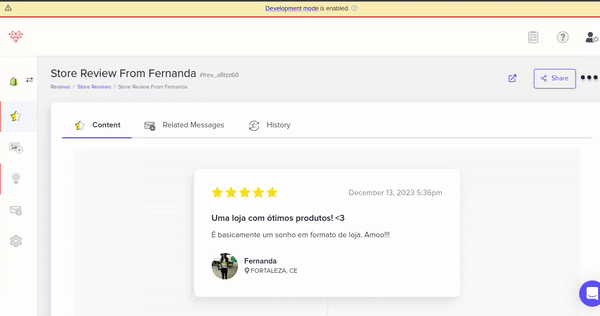 Development mode is enabled.
Store Review From Fernanda
Reviews / Store Reviews / Store Review From Fernanda
Share
Content
Related Messages
History
December 13, 2023 5:36pm
Uma loja com ótimos produtos! <3
É basicamente um sonho em formato de loja. Amoo!!!
Fernanda
FORTALEZA, CE